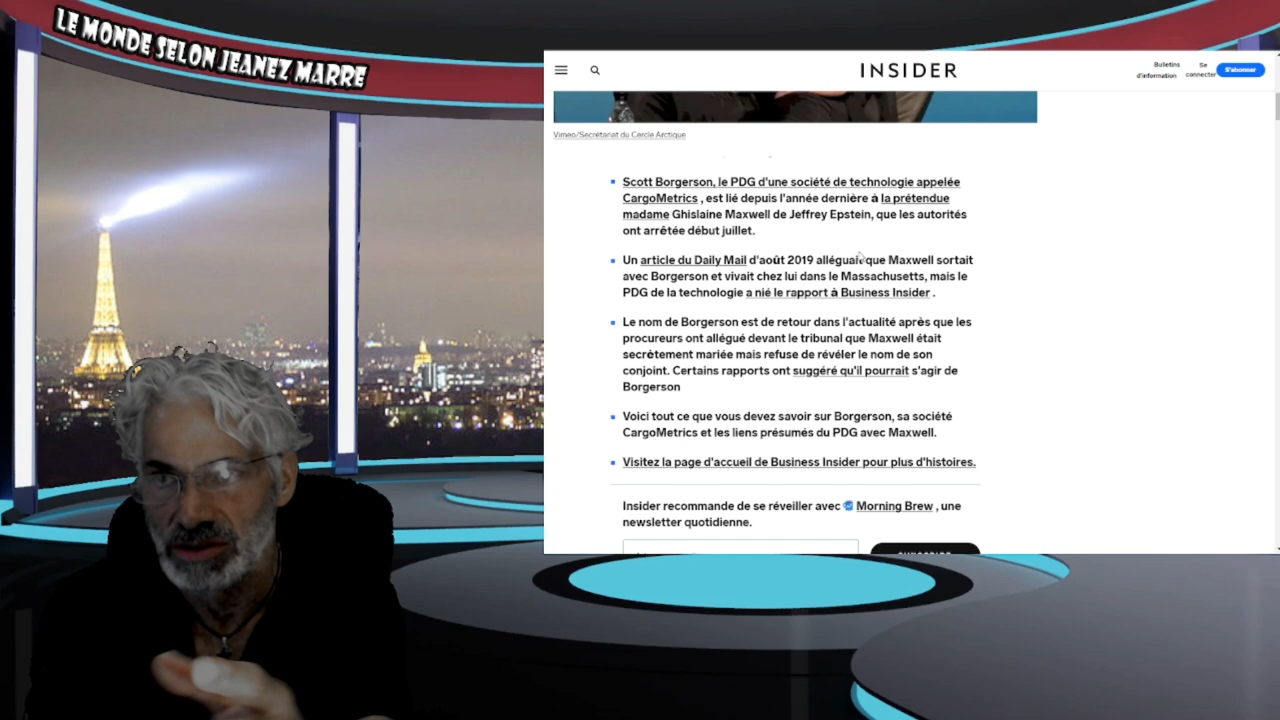 LE MONDE SELON JEANEZ MARRE
INSIDER
Bulletins
d'information
Se
connecter
S'abonner
Vimeo/Secrétariat du Cercle Arctique
Scott Borgerson, le PDG d'une société de technologie appelée
CargoMetrics , est lié depuis l'année dernière à la prétendue
madame Ghislaine Maxwell de Jeffrey Epstein, que les autorités
ont arrêtée début juillet.
Un article du Daily Mail d'août 2019 alléguait que Maxwell sortait
avec Borgerson et vivait chez lui dans le Massachusetts, mais le
PDG de la technologie a nié le rapport à Business Insider .
Le nom de Borgerson est de retour dans l'actualité après que les
procureurs ont allégué devant le tribunal que Maxwell était
secrètement mariée mais refuse de révéler le nom de son
conjoint. Certains rapports ont suggéré qu'il pourrait s'agir de
Borgerson
Voici tout ce que vous devez savoir sur Borgerson, sa société
CargoMetrics et les liens présumés du PDG avec Maxwell.
Visitez la page d'accueil de Business Insider pour plus d'histoires.
Insider recommande de se réveiller avec Morning Brew , une
newsletter quotidienne.